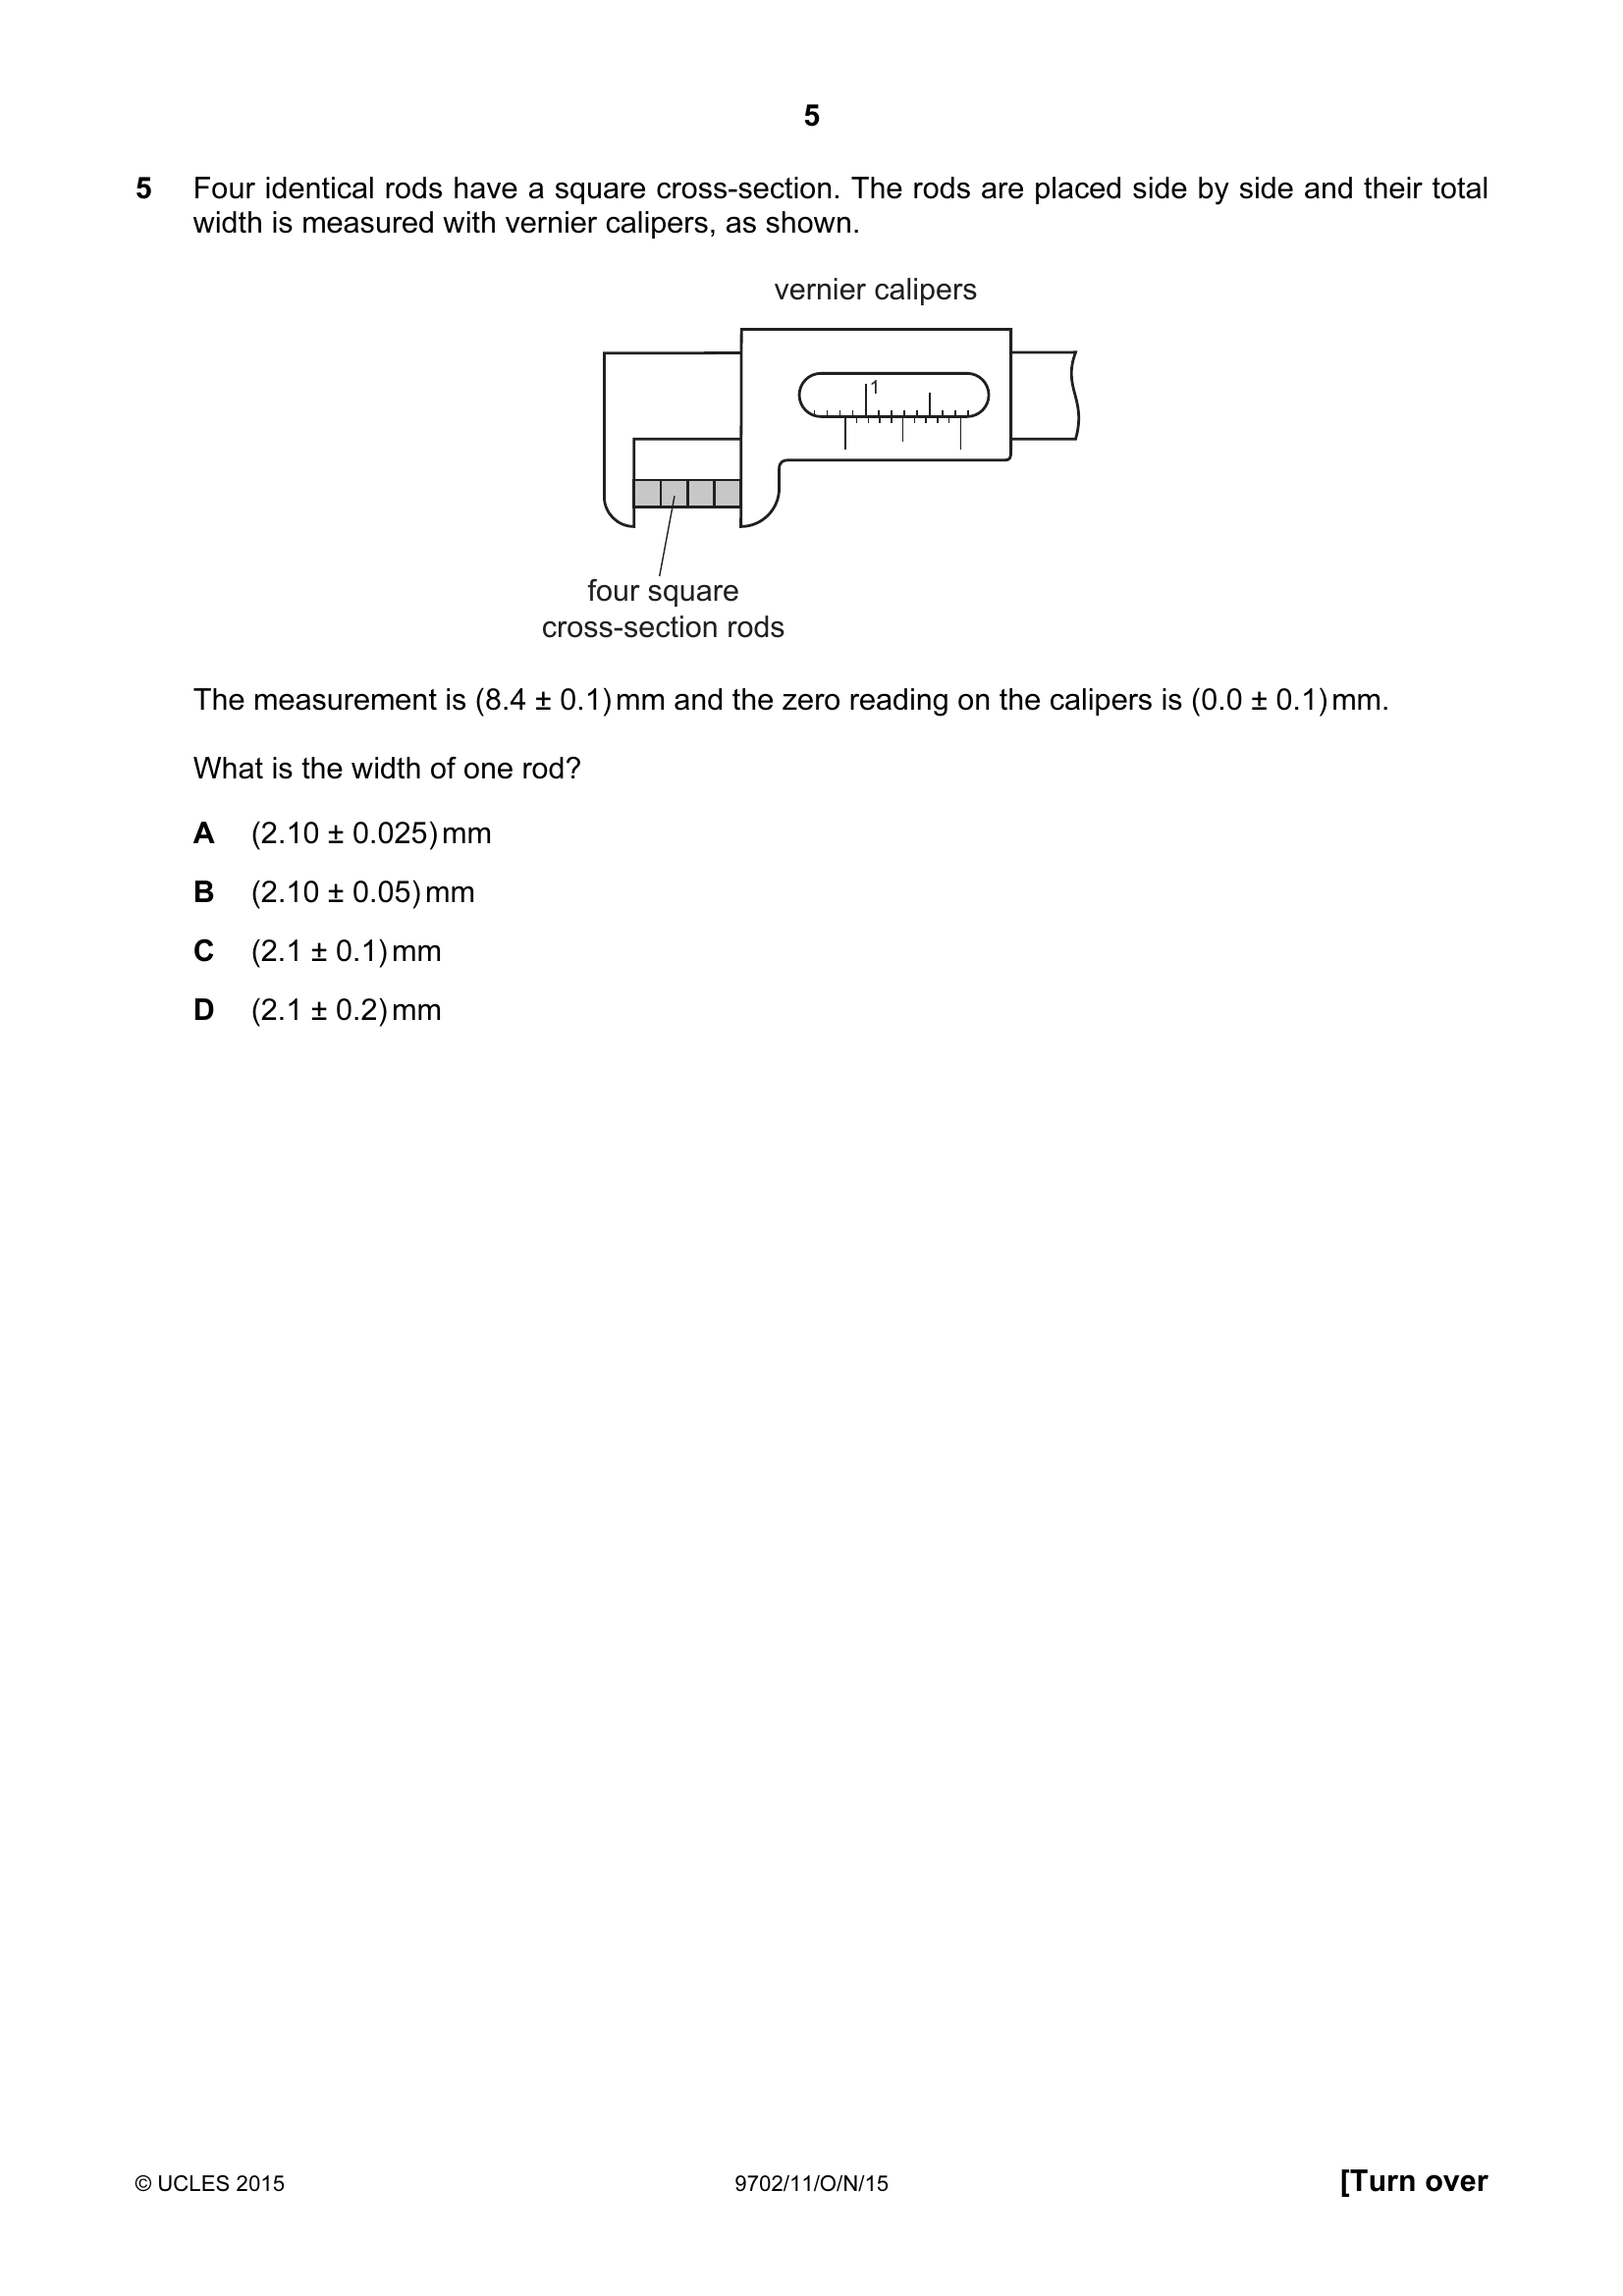 5
5 Four identical rods have a square cross-section. The rods are placed side by side and their total
width is measured with vernier calipers, as shown.
vernier calipers
1
four square
cross-section rods
The measurement is (8.4 ± 0.1) mm and the zero reading on the calipers is (0.0 ± 0.1) mm.
What is the width of one rod?
A (2.10 ± 0.025) mm
B (2.10 ± 0.05) mm
C (2.1 ± 0.1) mm
D (2.1 ± 0.2) mm
© UCLES 2015 9702/11/O/N/15 [Turn over